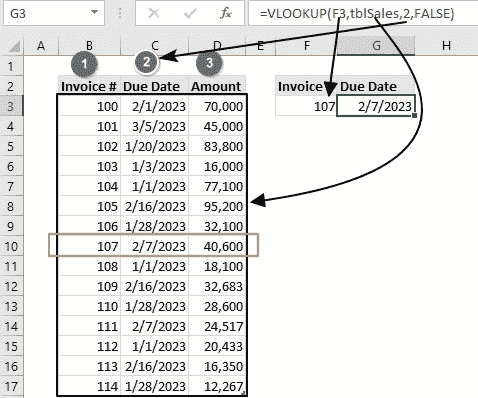 G3 fx =VLOOKUP(F3,tblSales,2,FALSE)
A B C D E F G H
1 1 2 3
2 Invoice # Due Date Amount Invoice Due Date
3 100 2/1/2023 70,000 107 2/7/2023
4 101 3/5/2023 45,000
5 102 1/20/2023 83,800
6 103 1/3/2023 16,000
7 104 1/1/2023 77,100
8 105 2/16/2023 95,200
9 106 1/28/2023 32,100
10 107 2/7/2023 40,600
11 108 1/1/2023 18,100
12 109 2/16/2023 32,683
13 110 1/28/2023 28,600
14 111 2/7/2023 24,517
15 112 1/1/2023 20,433
16 113 2/16/2023 16,350
17 114 1/28/2023 12,267